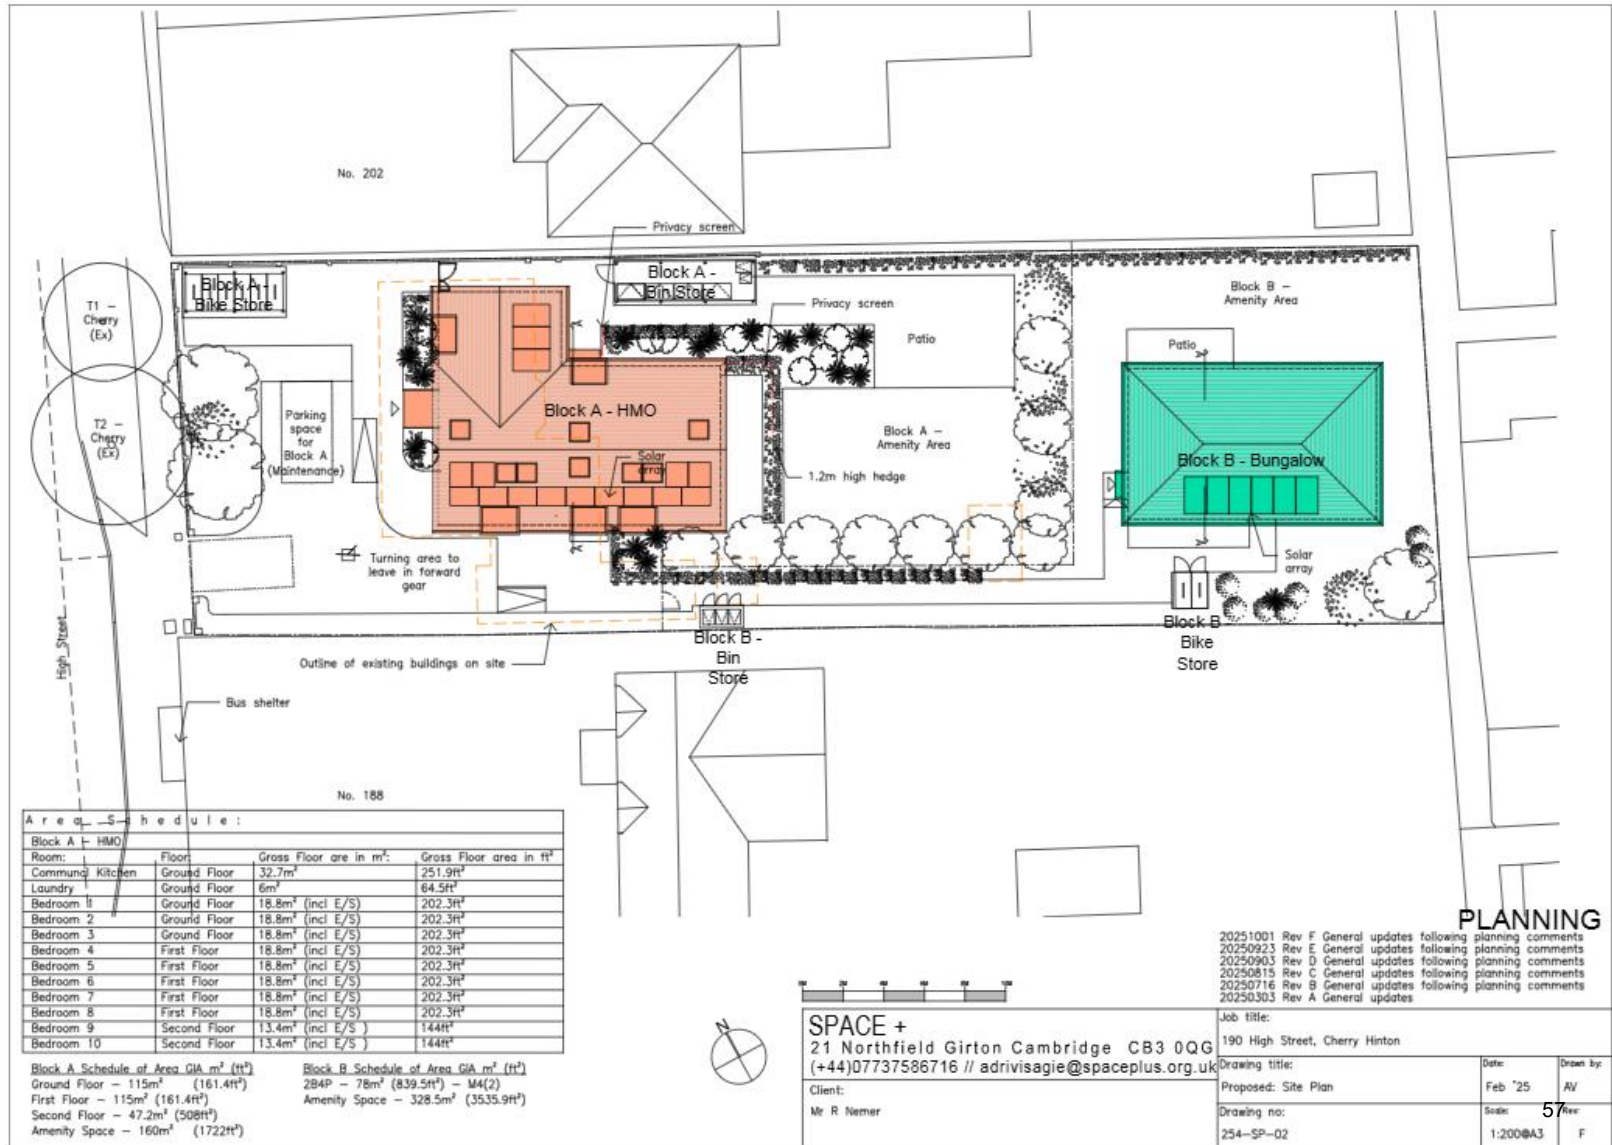 No. 202
Privacy screen
Block A -
Bike Store
Block A -
Bin Store
Block B -
Amenity Area
T1 -
Cherry
(Ex)
Privacy screen
Patio
Patio
T2 -
Cherry
(Ex)
Parking
space
for
Block A
(Maintenance)
Block A - HMO
Block A -
Amenity Area
Solar
array
1.2m high hedge
Block B - Bungalow
Turning area to
leave in forward
gear
Solar
array
High Street
Outline of existing buildings on site
Block B -
Bin
Store
Block B
Bike
Store
Bus shelter
No. 188
Area Schedule:
Block A - HMO
Room: Floor: Gross Floor are in m²: Gross Floor area in ft²
Communal Kitchen Ground Floor 32.7m² 251.9ft²
Laundry Ground Floor 6m² 64.5ft²
Bedroom 1 Ground Floor 18.8m² (incl E/S) 202.3ft²
Bedroom 2 Ground Floor 18.8m² (incl E/S) 202.3ft²
Bedroom 3 Ground Floor 18.8m² (incl E/S) 202.3ft²
Bedroom 4 First Floor 18.8m² (incl E/S) 202.3ft²
Bedroom 5 First Floor 18.8m² (incl E/S) 202.3ft²
Bedroom 6 First Floor 18.8m² (incl E/S) 202.3ft²
Bedroom 7 First Floor 18.8m² (incl E/S) 202.3ft²
Bedroom 8 First Floor 18.8m² (incl E/S) 202.3ft²
Bedroom 9 Second Floor 13.4m² (incl E/S ) 144ft²
Bedroom 10 Second Floor 13.4m² (incl E/S ) 144ft²
Block A Schedule of Area GIA m² (ft²)
Ground Floor - 115m² (161.4ft²)
First Floor - 115m² (161.4ft²)
Second Floor - 47.2m² (508ft²)
Amenity Space - 160m² (1722ft²)
Block B Schedule of Area GIA m² (ft²)
2B4P - 78m² (839.5ft²) - M4(2)
Amenity Space - 328.5m² (3535.9ft²)
N
0M 2M 4M 6M 8M 10M
PLANNING
20251001 Rev F General updates following planning comments
20250923 Rev E General updates following planning comments
20250903 Rev D General updates following planning comments
20250815 Rev C General updates following planning comments
20250716 Rev B General updates following planning comments
20250303 Rev A General updates
SPACE +
21 Northfield Girton Cambridge CB3 0QG
(+44)07737586716 // adrivisagie@spaceplus.org.uk
Client:
Mr R Nemer
Job title:
190 High Street, Cherry Hinton
Drawing title:
Proposed: Site Plan
Date:
Feb '25
Drawn by:
AV
Drawing no:
254-SP-02
Scale:
1:200@A3
57
Rev:
F